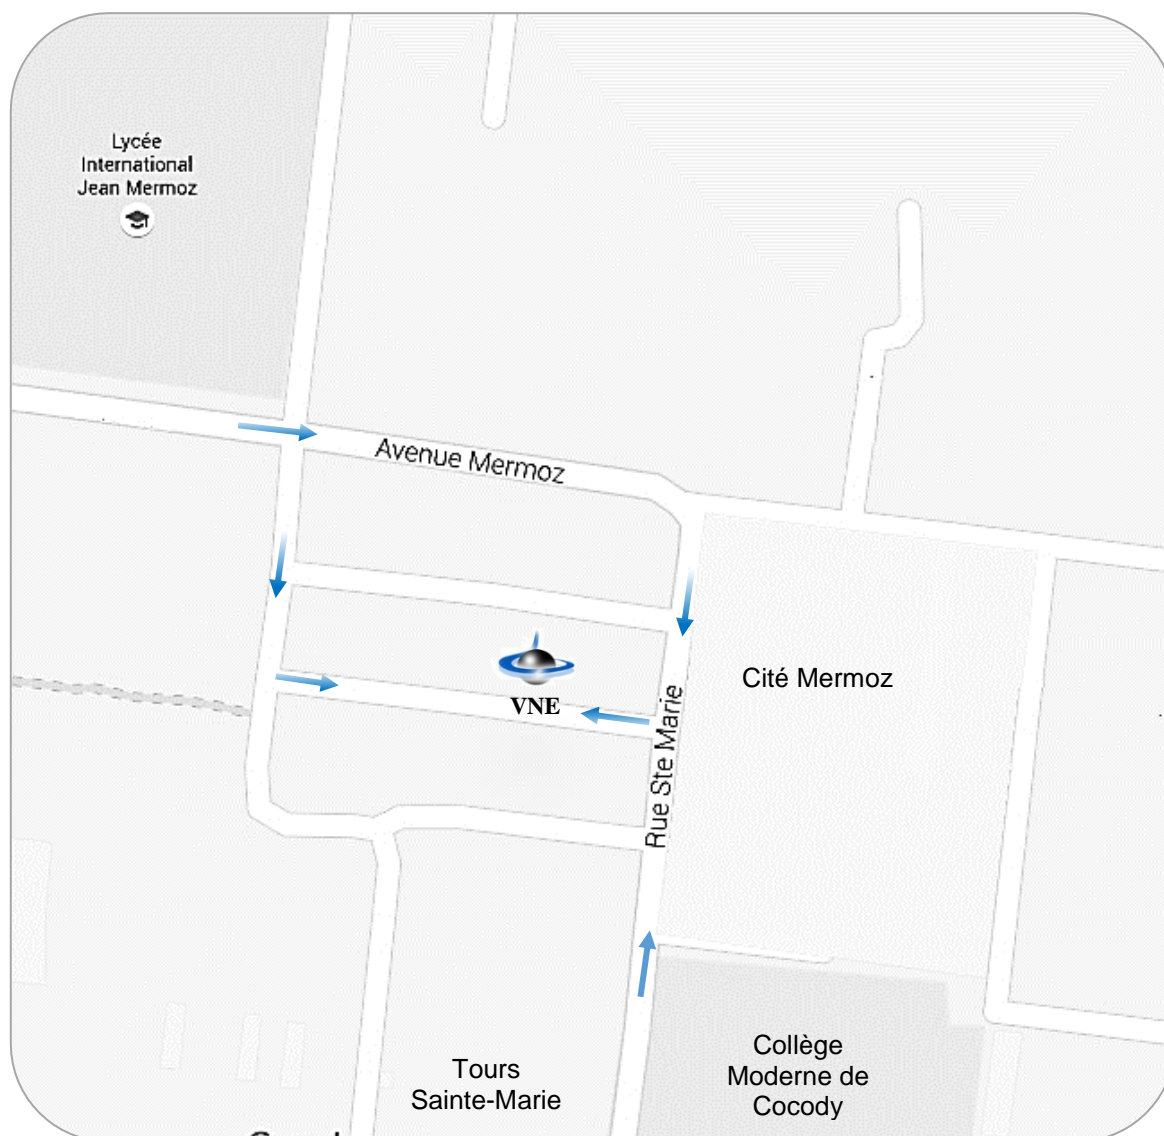 Lycée
International
Jean Mermoz
Avenue Mermoz
VNE
Cité Mermoz
Rue Ste Marie
Tours
Sainte-Marie
Collège
Moderne de
Cocody